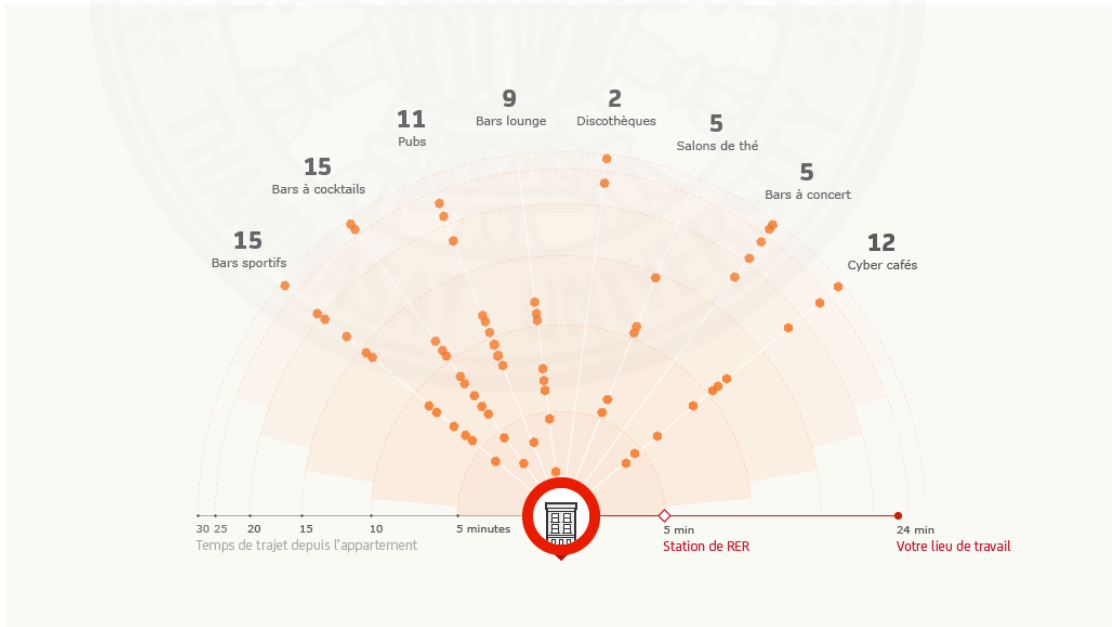 9
Bars lounge
2
Discothèques
11
Pubs
5
Salons de thé
15
Bars à cocktails
5
Bars à concert
15
Bars sportifs
12
Cyber cafés
30 25 20 15 10 5 minutes
Temps de trajet depuis l'appartement
5 min
Station de RER
24 min
Votre lieu de travail